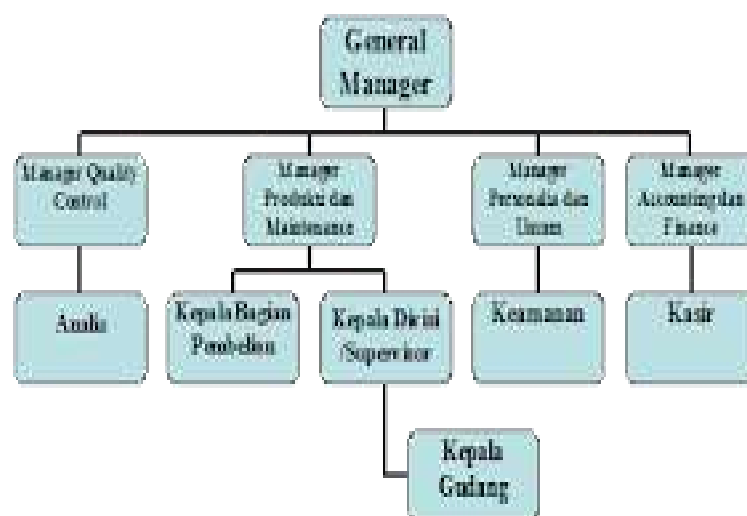 General
Manager
Manager Quality
Control
Manager
Produksi dan
Maintenance
Manager
Personalia dan
Umum
Manager
Accounting dan
Finance
Kepala Bagian
Pembelian
Kepala Divisi
/Supervisor
Keamanan
Kasir
Kepala
Gudang